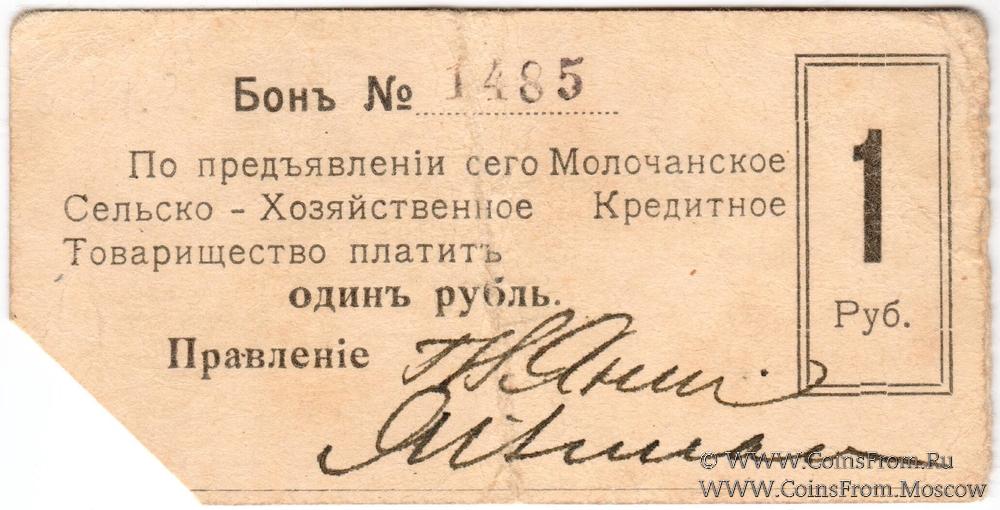 Бонъ № 1485
По предъявленіи сего Молочанское
Сельско - Хозяйственное Кредитное
Товарищество платитъ
одинъ рубль.
Правленіе
1
Руб.
© www.CoinsFrom.Ru
www.CoinsFrom.Moscow